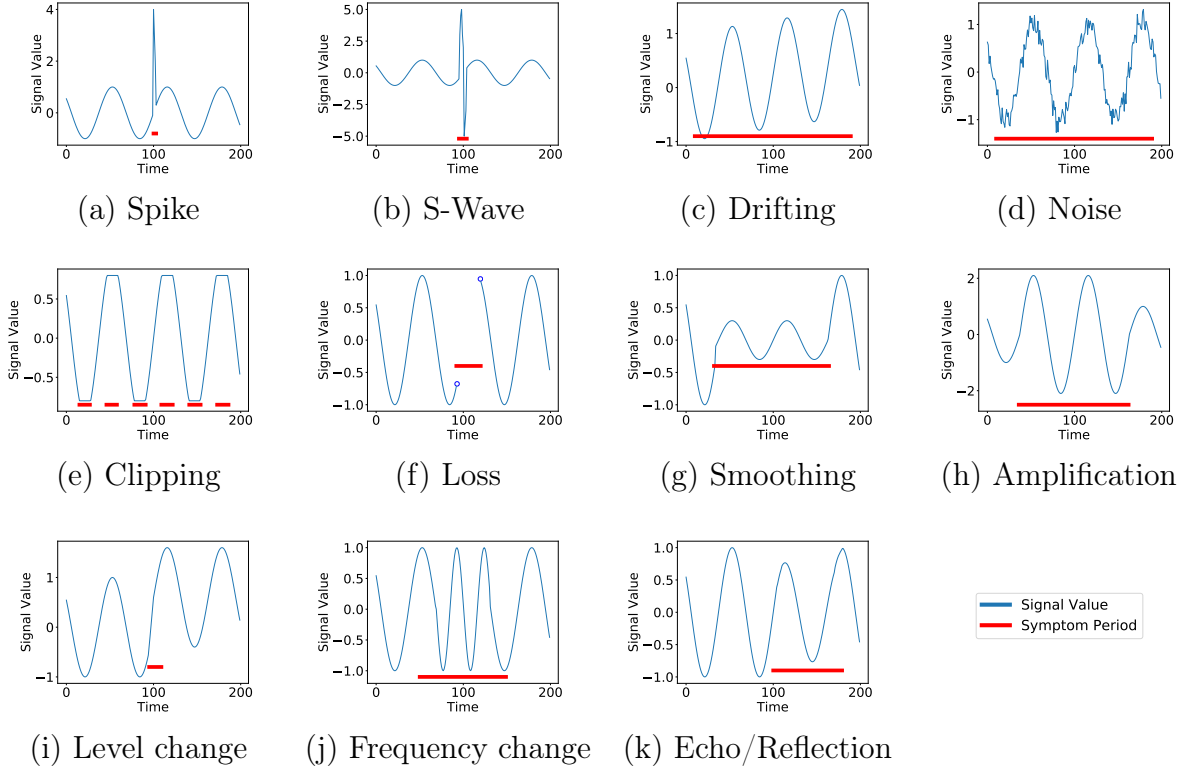 4
2
0
Signal Value
0 100 200
Time
(a) Spike
5.0
2.5
0.0
−2.5
−5.0
Signal Value
0 100 200
Time
(b) S-Wave
1
0
−1
Signal Value
0 100 200
Time
(c) Drifting
1
0
−1
Signal Value
0 100 200
Time
(d) Noise
0.5
0.0
−0.5
Signal Value
0 100 200
Time
(e) Clipping
1.0
0.5
0.0
−0.5
−1.0
Signal Value
0 100 200
Time
(f) Loss
1.0
0.5
0.0
−0.5
−1.0
Signal Value
0 100 200
Time
(g) Smoothing
2
0
−2
Signal Value
0 100 200
Time
(h) Amplification
1
0
−1
Signal Value
0 100 200
Time
(i) Level change
1.0
0.5
0.0
−0.5
−1.0
Signal Value
0 100 200
Time
(j) Frequency change
1.0
0.5
0.0
−0.5
−1.0
Signal Value
0 100 200
Time
(k) Echo/Reflection
Signal Value
Symptom Period